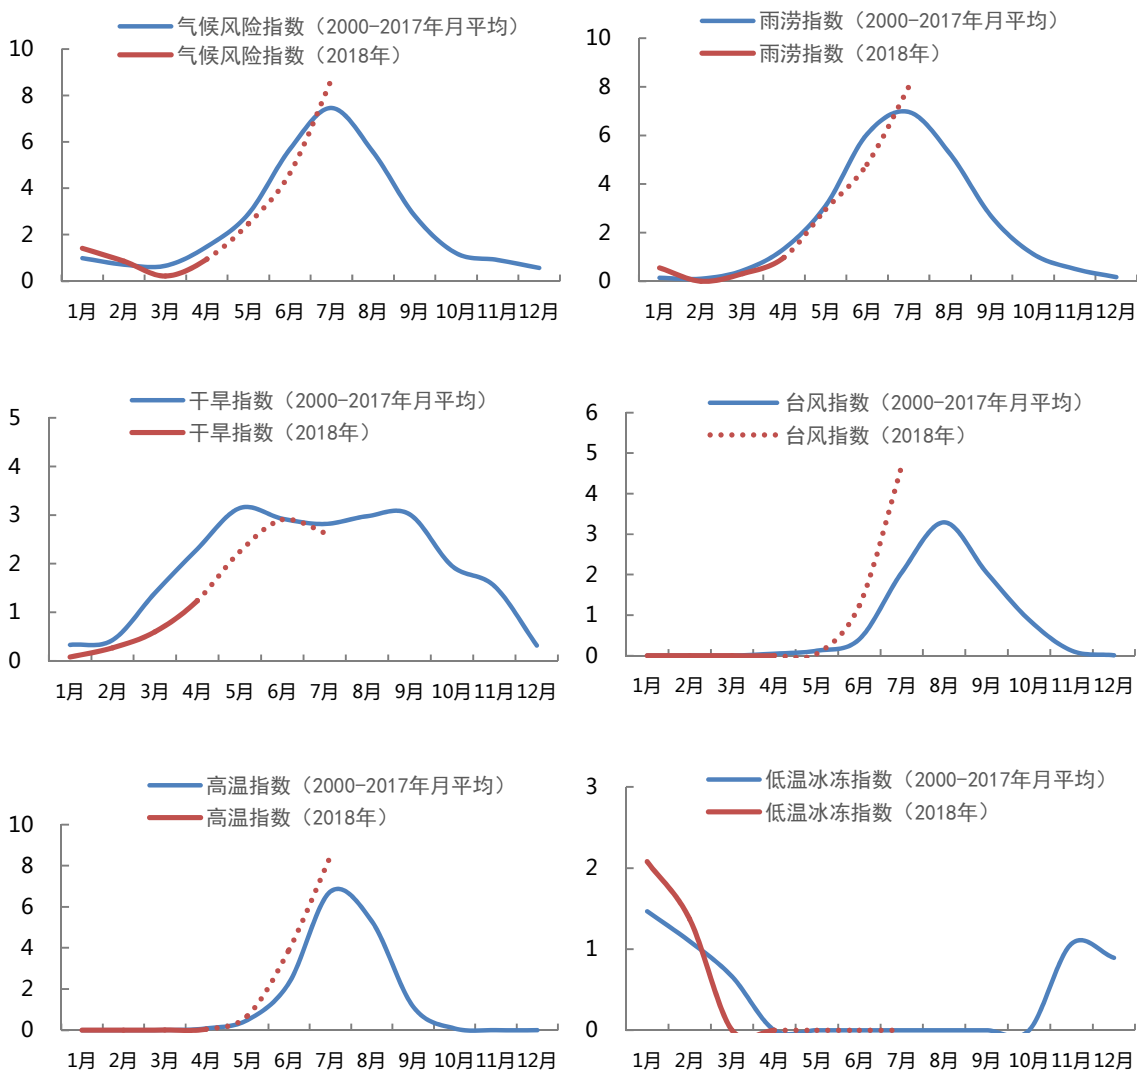 气候风险指数（2000-2017年月平均）
气候风险指数（2018年）
10
8
6
4
2
0
1月 2月 3月 4月 5月 6月 7月 8月 9月 10月 11月 12月
雨涝指数（2000-2017年月平均）
雨涝指数（2018年）
10
8
6
4
2
0
1月 2月 3月 4月 5月 6月 7月 8月 9月 10月 11月 12月
干旱指数（2000-2017年月平均）
干旱指数（2018年）
5
4
3
2
1
0
1月 2月 3月 4月 5月 6月 7月 8月 9月 10月 11月 12月
台风指数（2000-2017年月平均）
台风指数（2018年）
6
5
4
3
2
1
0
1月 2月 3月 4月 5月 6月 7月 8月 9月 10月 11月 12月
高温指数（2000-2017年月平均）
高温指数（2018年）
10
8
6
4
2
0
1月 2月 3月 4月 5月 6月 7月 8月 9月 10月 11月 12月
低温冰冻指数（2000-2017年月平均）
低温冰冻指数（2018年）
3
2
1
0
1月 2月 3月 4月 5月 6月 7月 8月 9月 10月 11月 12月